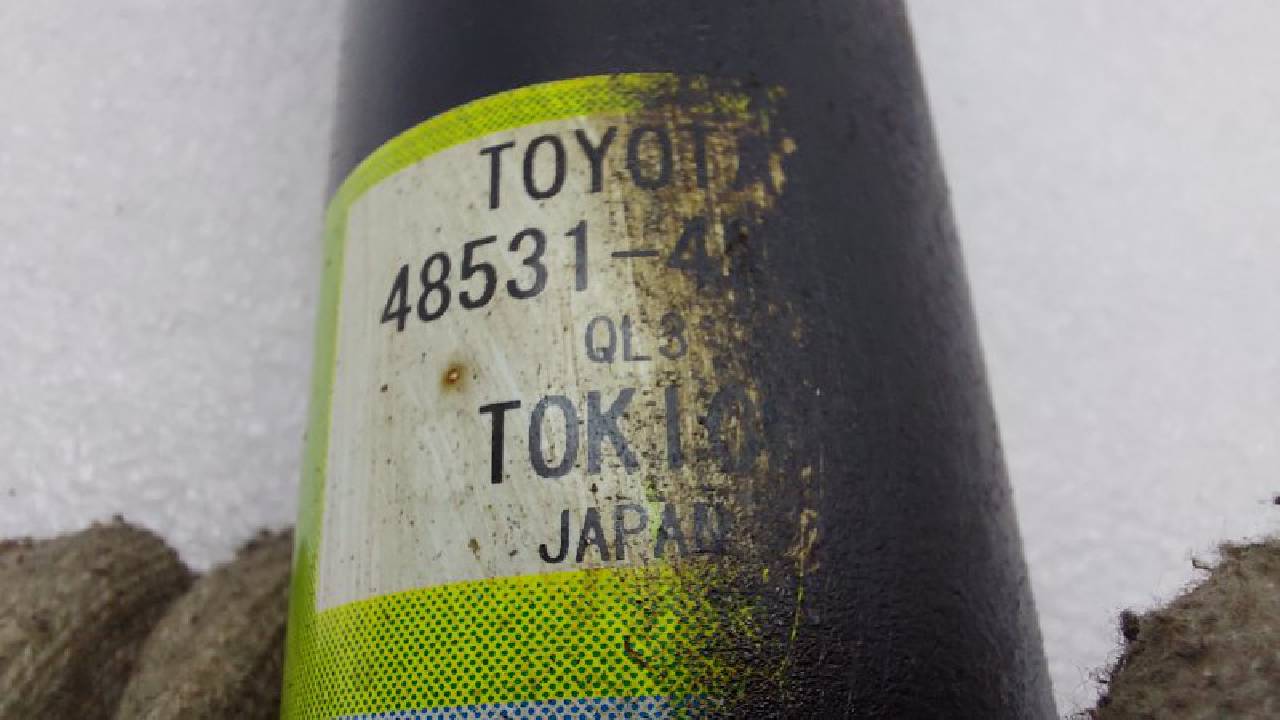 TOYOTA
48531-4
QL3
TOKICO
JAPAN